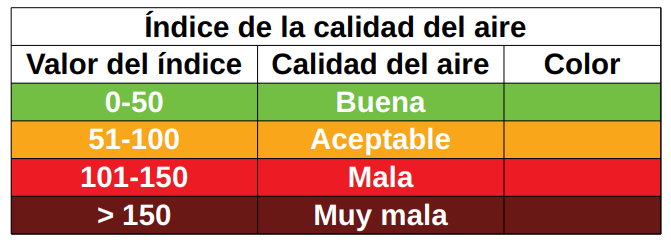 Índice de la calidad del aire
Valor del índice Calidad del aire Color
0-50 Buena
51-100 Aceptable
101-150 Mala
> 150 Muy mala